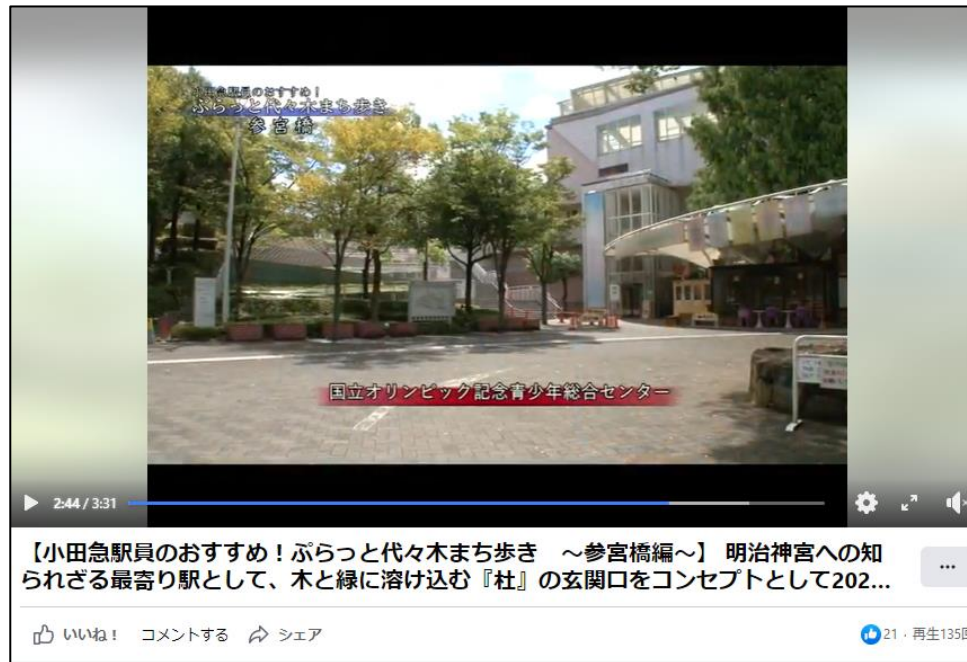 小田急駅員のおすすめ!
ぷらっと代々木まち歩き
参宮橋
国立オリンピック記念青少年総合センター
2:44 / 3:31
【小田急駅員のおすすめ!ぷらっと代々木まち歩き ~参宮橋編~】 明治神宮への知
られざる最寄り駅として、木と緑に溶け込む『杜』の玄関口をコンセプトとして202...
いいね! コメントする シェア 21・再生135回